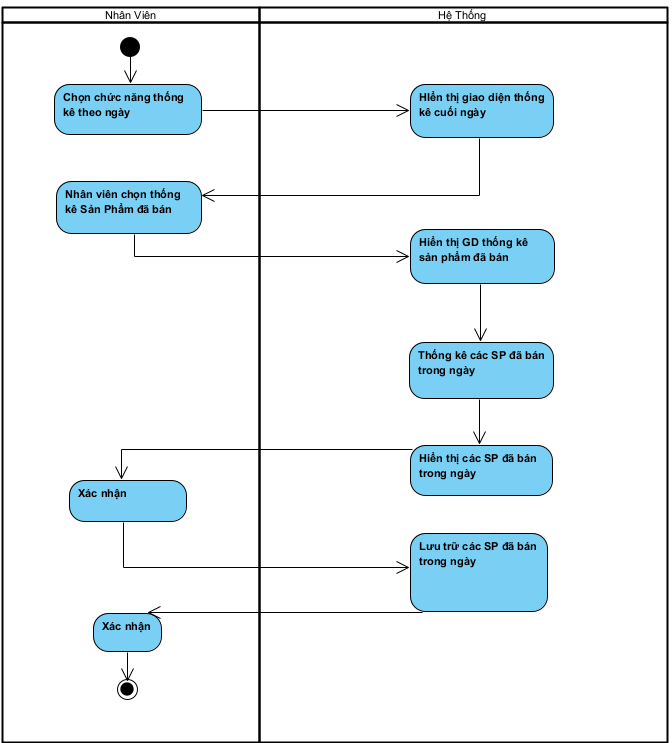 Nhân Viên
Hệ Thống
Chọn chức năng thống
kê theo ngày
HIển thị giao diện thống
kê cuối ngày
Nhân viên chọn thống
kê Sản Phẩm đã bán
Hiển thị GD thống kê
sản phẩm đã bán
Thống kê các SP đã bán
trong ngày
Hiển thị các SP đã bán
trong ngày
Xác nhận
Lưu trữ các SP đã bán
trong ngày
Xác nhận